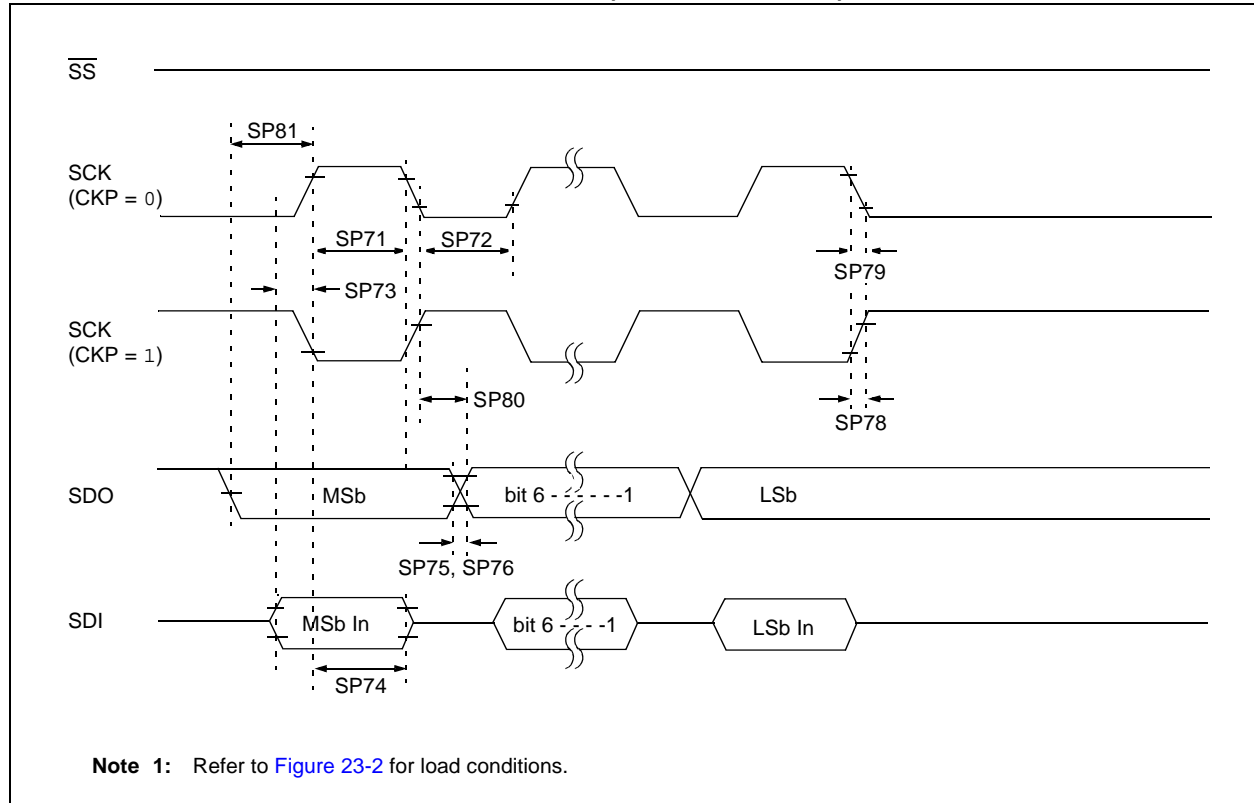 SS
SP81
SCK
(CKP = 0)
SP71
SP72
SP79
SP73
SCK
(CKP = 1)
SP80
SP78
SDO
MSb
bit 6 - - - - - -1
LSb
SP75, SP76
SDI
MSb In
bit 6 - - - - -1
LSb In
SP74
Note 1: Refer to Figure 23-2 for load conditions.